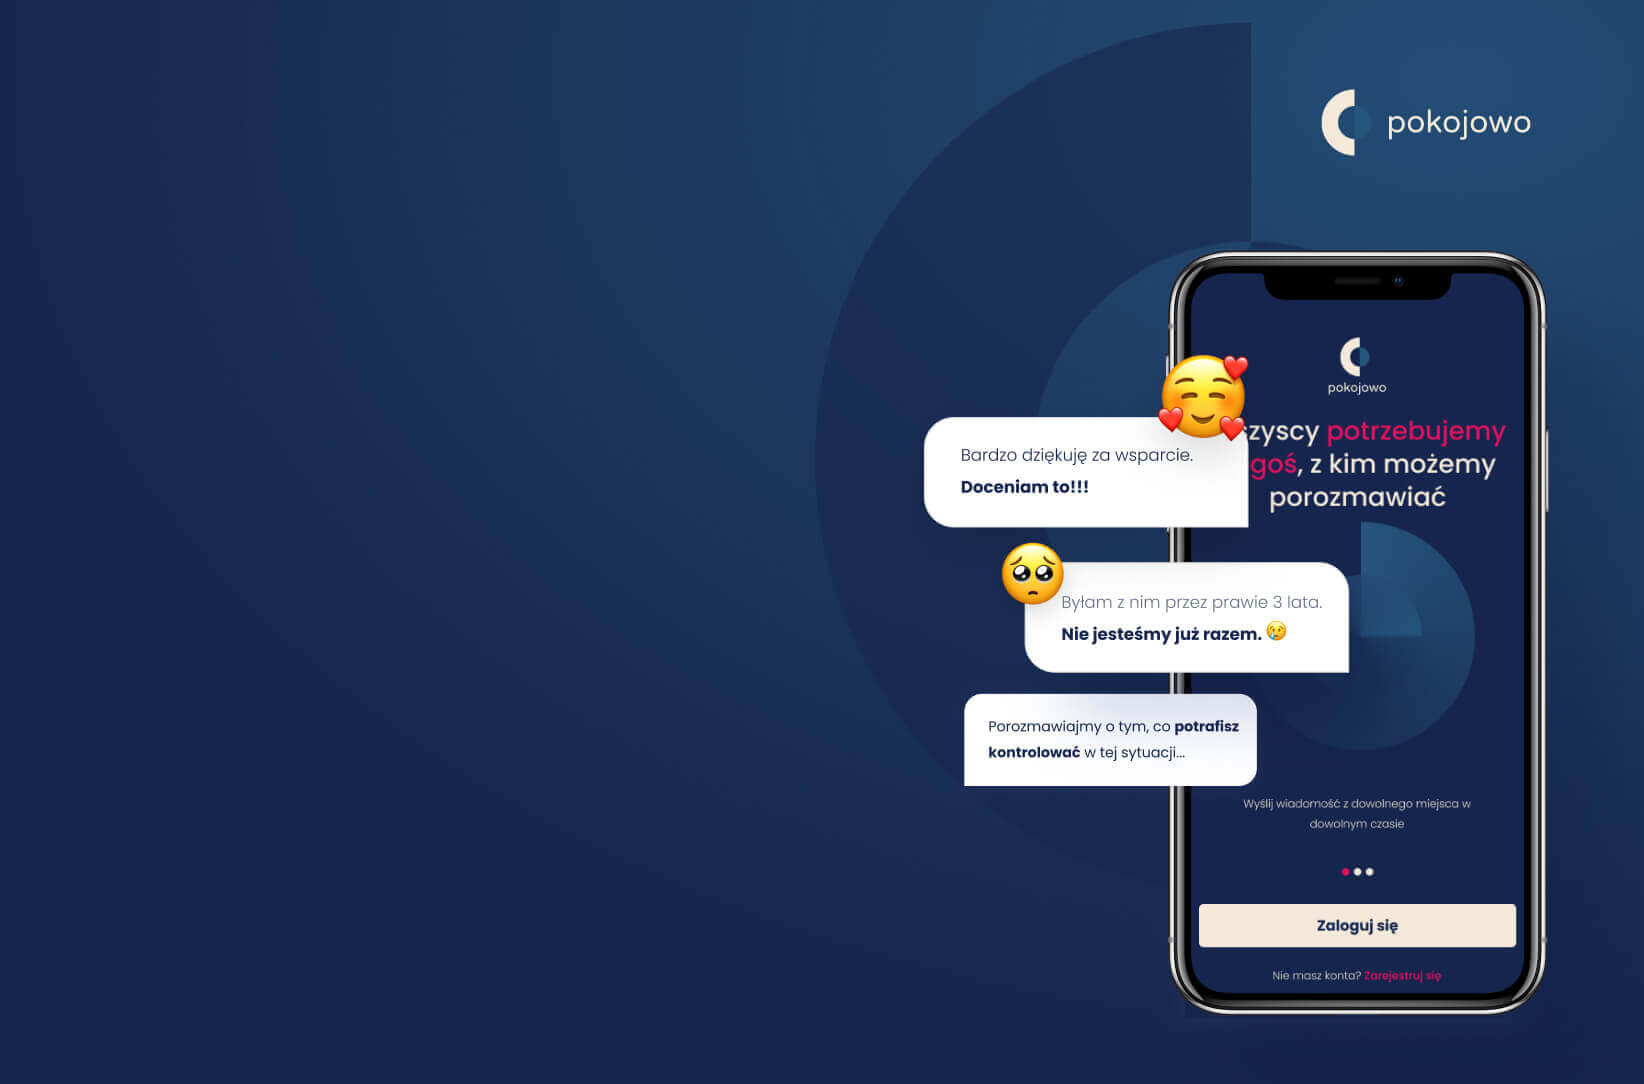 pokojowo
pokojowo
zyscy potrzebujemy
goś, z kim możemy
porozmawiać
Bardzo dziękuję za wsparcie.
Doceniam to!!!
Byłam z nim przez prawie 3 lata.
Nie jesteśmy już razem. 😢
Porozmawiajmy o tym, co potrafisz
kontrolować w tej sytuacji...
Wyślij wiadomość z dowolnego miejsca w
dowolnym czasie
Zaloguj się
Nie masz konta? Zarejestruj się